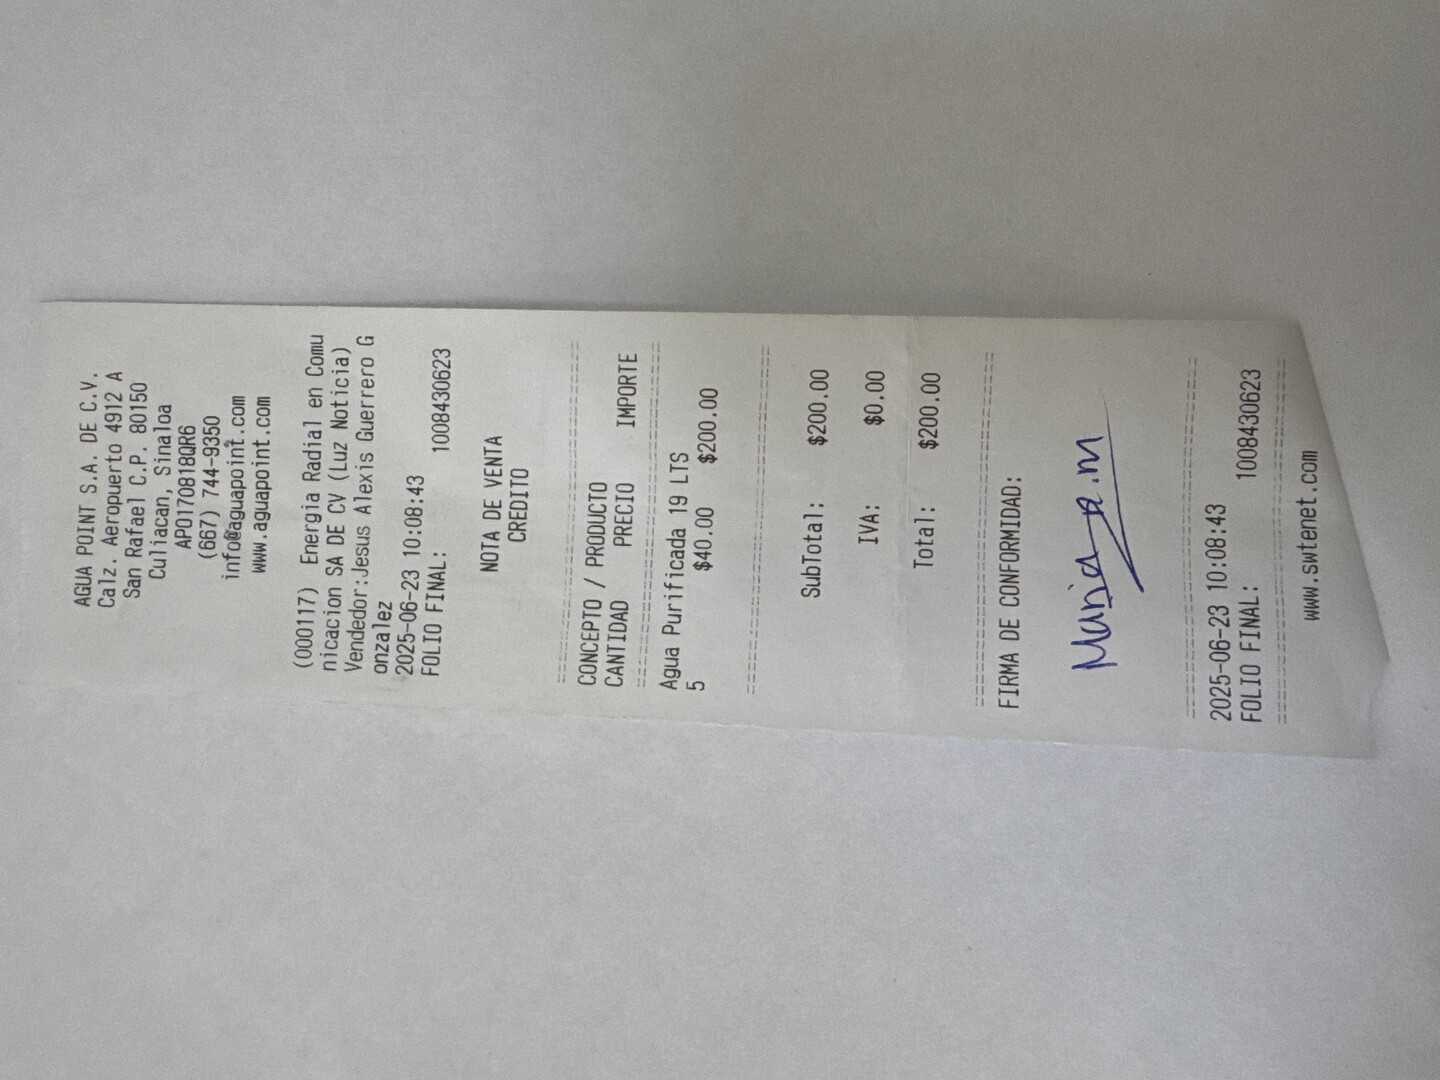 AGUA POINT S.A. DE C.V.
Calz. Aeropuerto 4912 A
San Rafael C.P. 80150
Culiacan, Sinaloa
APO170818QR6
(667) 744-9350
info@aguapoint.com
www.aguapoint.com
(000117) Energia Radial en Comu
nicacion SA DE CV (Luz Noticia)
Vendedor:Jesus Alexis Guerrero G
onzalez
2025-06-23 10:08:43
FOLIO FINAL: 1008430623
NOTA DE VENTA
CREDITO
CONCEPTO / PRODUCTO
CANTIDAD PRECIO IMPORTE
Agua Purificada 19 LTS
5 $40.00 $200.00
SubTotal: $200.00
IVA: $0.00
Total: $200.00
FIRMA DE CONFORMIDAD:
Maria R.M
2025-06-23 10:08:43
FOLIO FINAL: 1008430623
www.swtenet.com